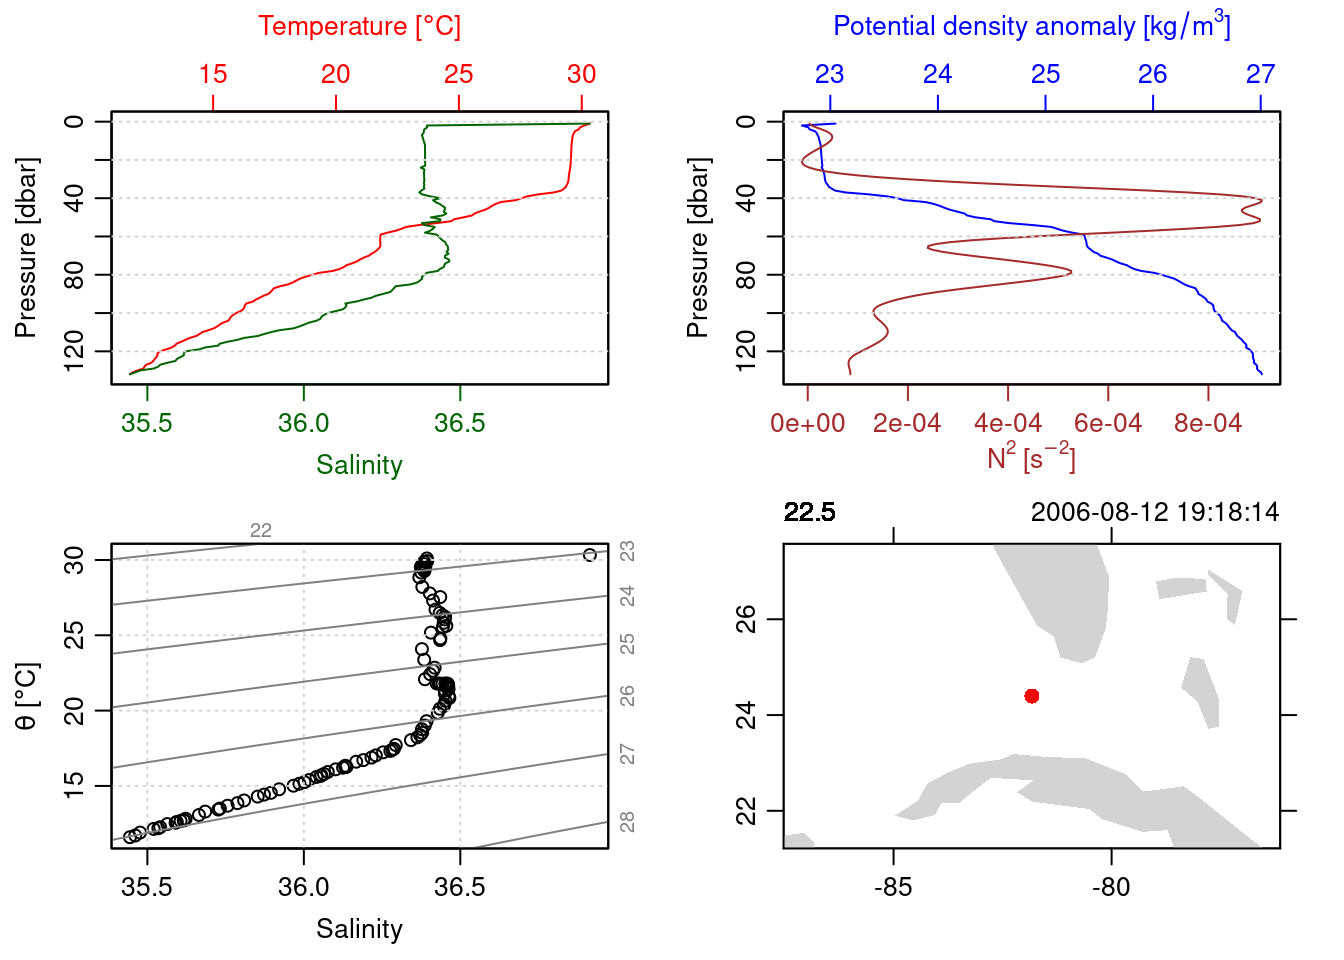 Temperature [°C]
15 20 25 30
Pressure [dbar]
0 40 80 120
35.5 36.0 36.5
Salinity
Potential density anomaly [kg/m³]
23 24 25 26 27
Pressure [dbar]
0 40 80 120
0e+00 2e-04 4e-04 6e-04 8e-04
N² [s⁻²]
22
23
24
25
26
27
28
θ [°C]
30 25 20 15
35.5 36.0 36.5
Salinity
22.5 2006-08-12 19:18:14
26 24 22
-85 -80